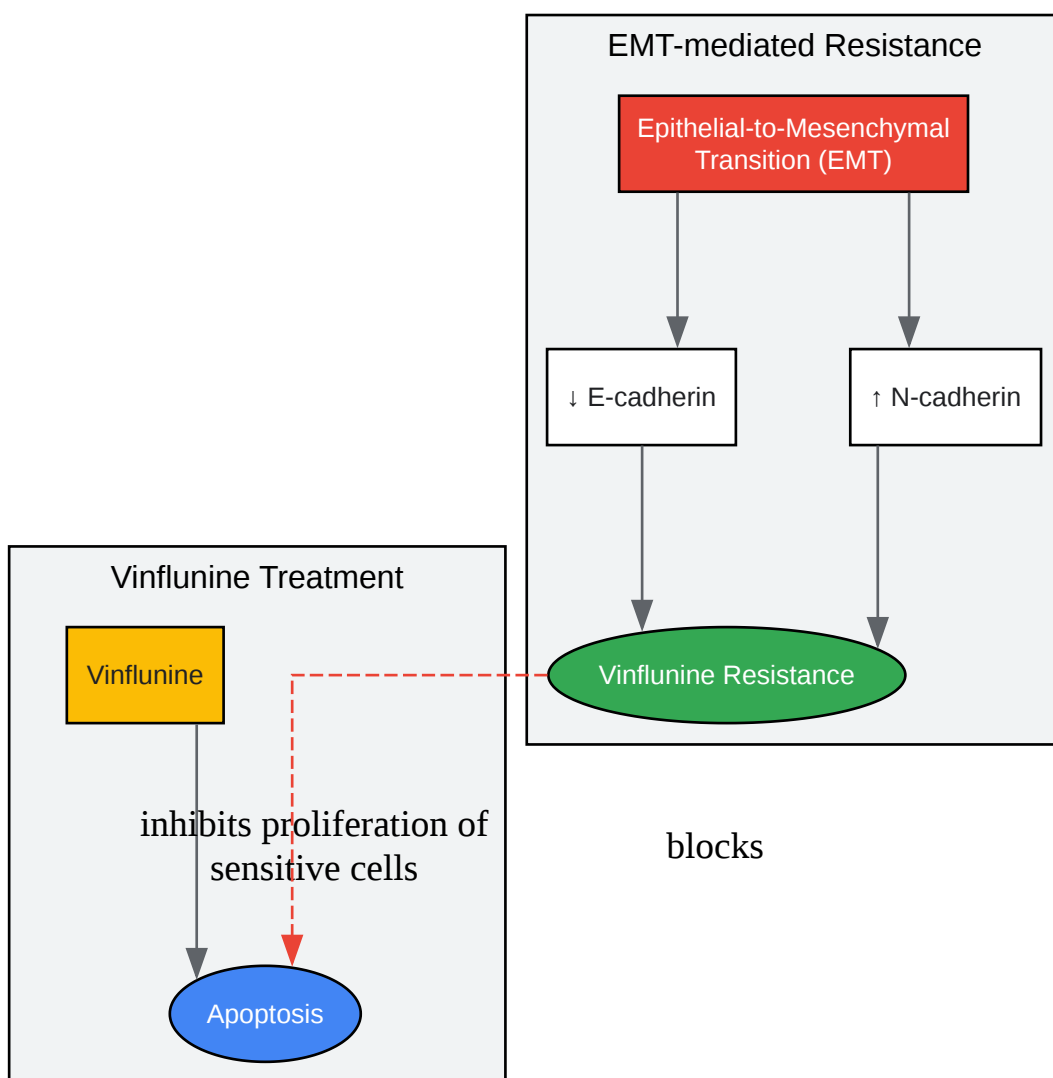 EMT-mediated Resistance
Epithelial-to-Mesenchymal
Transition (EMT)
↓ E-cadherin
↑ N-cadherin
Vinflunine Treatment
Vinflunine
Vinflunine Resistance
inhibits proliferation of
sensitive cells
blocks
Apoptosis